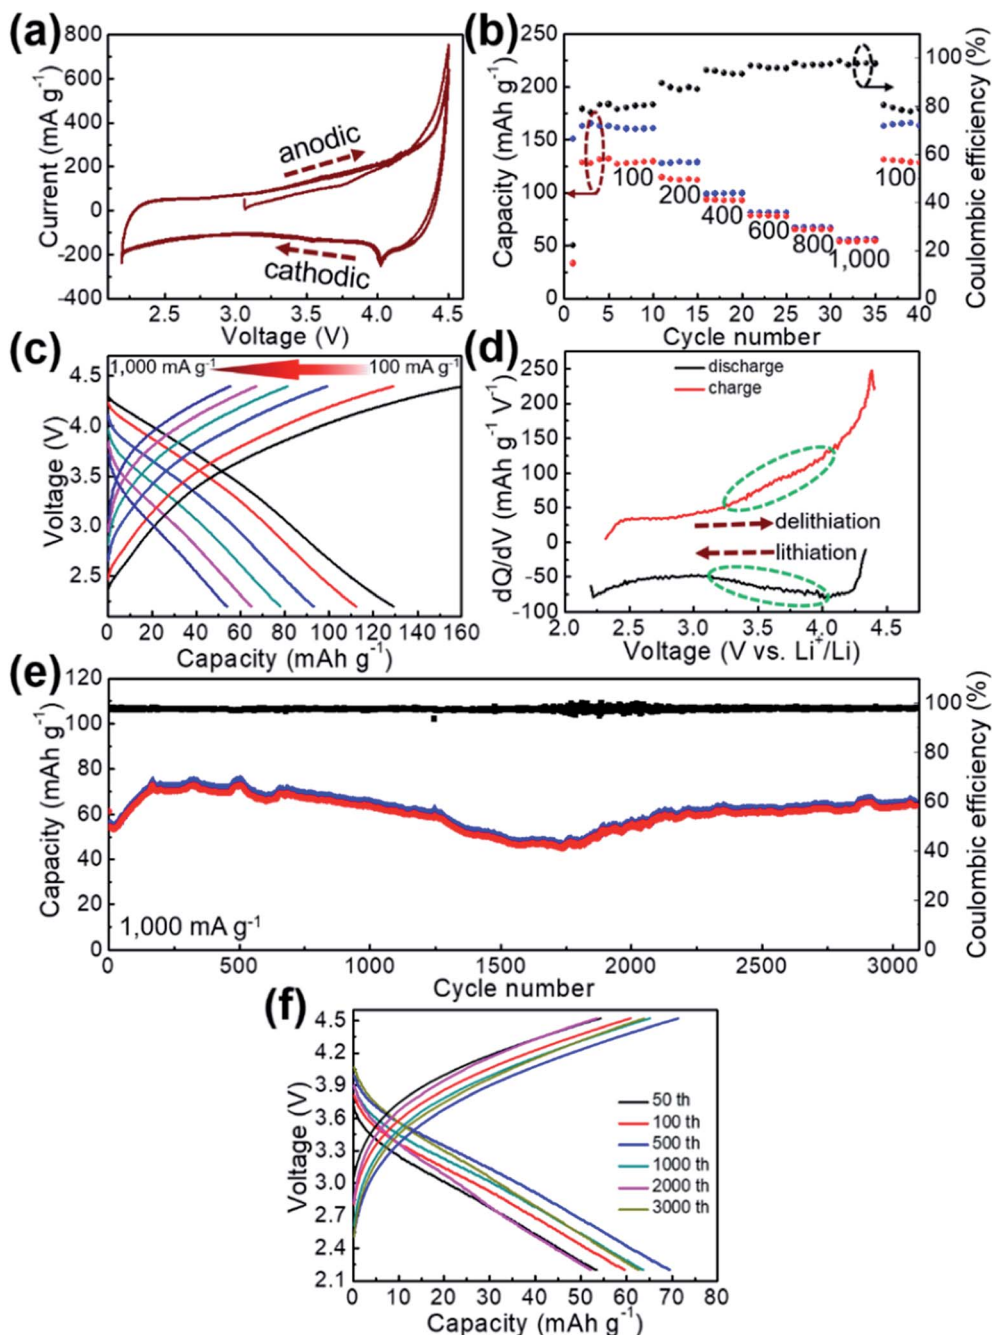 (a)
800
600
400
200
0
-200
-400
Current (mA g-1)
anodic
cathodic
2.5 3.0 3.5 4.0 4.5
Voltage (V)
(b)
250
200
150
100
50
0
Capacity (mAh g-1)
100
200
400
600
800
1,000
100
100
80
60
40
20
0
Coulombic efficiency (%)
0 5 10 15 20 25 30 35 40
Cycle number
(c)
1,000 mA g-1 100 mA g-1
4.5
4.0
3.5
3.0
2.5
Voltage (V)
0 20 40 60 80 100 120 140 160
Capacity (mAh g-1)
(d)
250
200
150
100
50
0
-50
-100
dQ/dV (mAh g-1 V-1)
discharge
charge
delithiation
lithiation
2.0 2.5 3.0 3.5 4.0 4.5
Voltage (V vs. Li+/Li)
(e)
120
100
80
60
40
20
0
Capacity (mAh g-1)
1,000 mA g-1
100
80
60
40
20
0
Coulombic efficiency (%)
0 500 1000 1500 2000 2500 3000
Cycle number
(f)
4.5
4.2
3.9
3.6
3.3
3.0
2.7
2.4
2.1
Voltage (V)
50 th
100 th
500 th
1000 th
2000 th
3000 th
0 10 20 30 40 50 60 70 80
Capacity (mAh g-1)